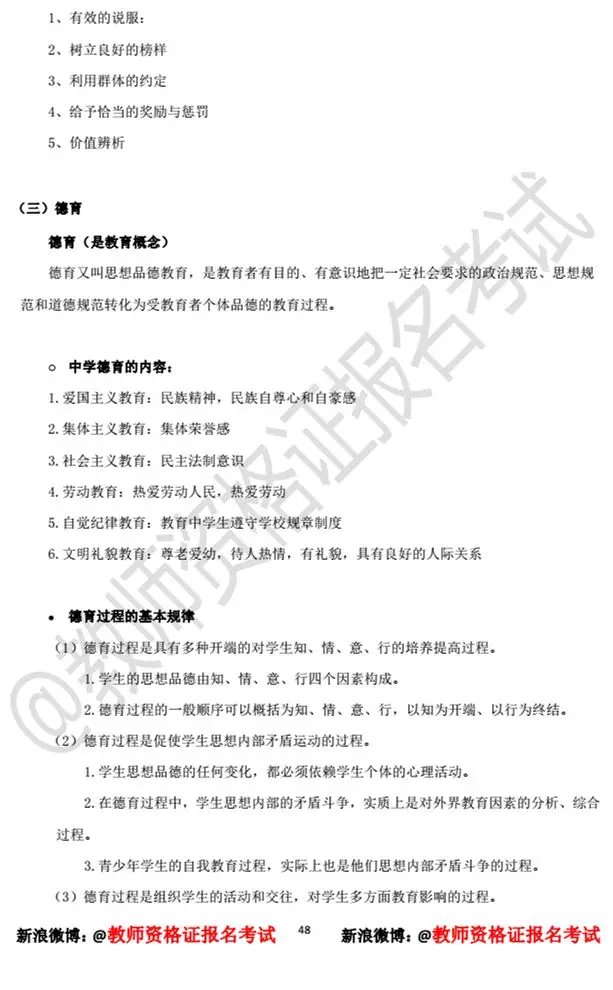 1、有效的说服：
2、树立良好的榜样
3、利用群体的约定
4、给予恰当的奖励与惩罚
5、价值辨析
（三）德育
德育（是教育概念）
德育又叫思想品德教育，是教育者有目的、有意识地把一定社会要求的政治规范、思想规
范和道德规范转化为受教育者个体品德的教育过程。
○ 中学德育的内容：
1.爱国主义教育：民族精神，民族自尊心和自豪感
2.集体主义教育：集体荣誉感
3.社会主义教育：民主法制意识
4.劳动教育：热爱劳动人民，热爱劳动
5.自觉纪律教育：教育中学生遵守学校规章制度
6.文明礼貌教育：尊老爱幼，待人热情，有礼貌，具有良好的人际关系
• 德育过程的基本规律
（1）德育过程是具有多种开端的对学生知、情、意、行的培养提高过程。
1.学生的思想品德由知、情、意、行四个因素构成。
2.德育过程的一般顺序可以概括为知、情、意、行，以知为开端、以行为终结。
（2）德育过程是促使学生思想内部矛盾运动的过程。
1.学生思想品德的任何变化，都必须依赖学生个体的心理活动。
2.在德育过程中，学生思想内部的矛盾斗争，实质上是对外界教育因素的分析、综合
过程。
3.青少年学生的自我教育过程，实际上也是他们思想内部矛盾斗争的过程。
（3）德育过程是组织学生的活动和交往，对学生多方面教育影响的过程。
新浪微博：@教师资格证报名考试 48 新浪微博：@教师资格证报名考试
@教师资格证报名考试